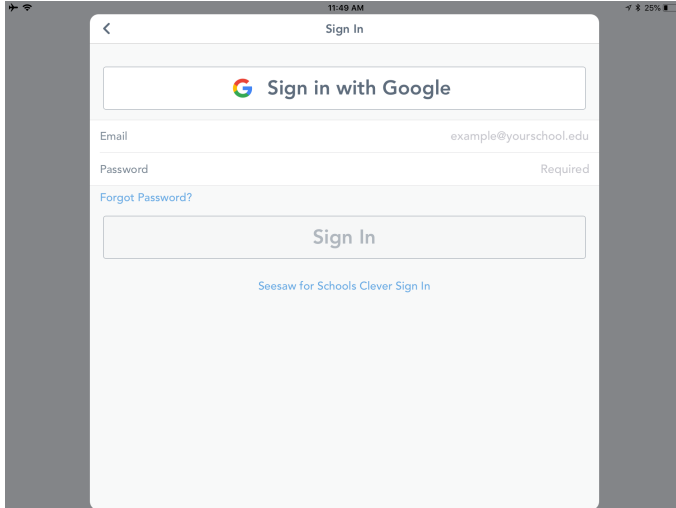 11:49 AM
25%
Sign In
Sign in with Google
Email
example@yourschool.edu
Password
Required
Forgot Password?
Sign In
Seesaw for Schools Clever Sign In